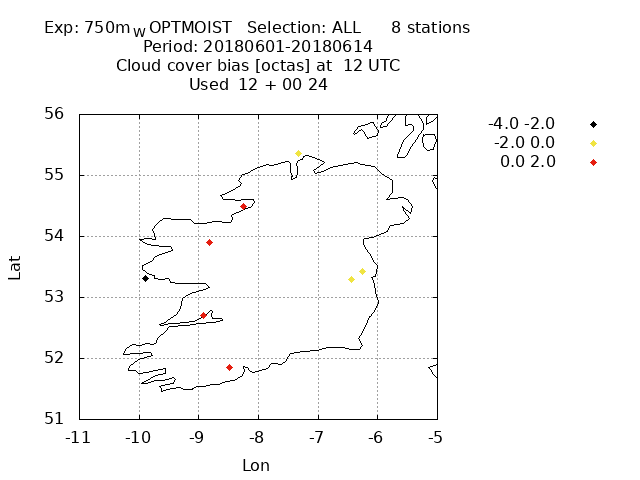 Exp: 750m_W OPTMOIST Selection: ALL 8 stations
Period: 20180601-20180614
Cloud cover bias [octas] at 12 UTC
Used 12 + 00 24
-4.0 -2.0
-2.0 0.0
0.0 2.0
56
55
54
53
52
51
-11 -10 -9 -8 -7 -6 -5
Lat
Lon